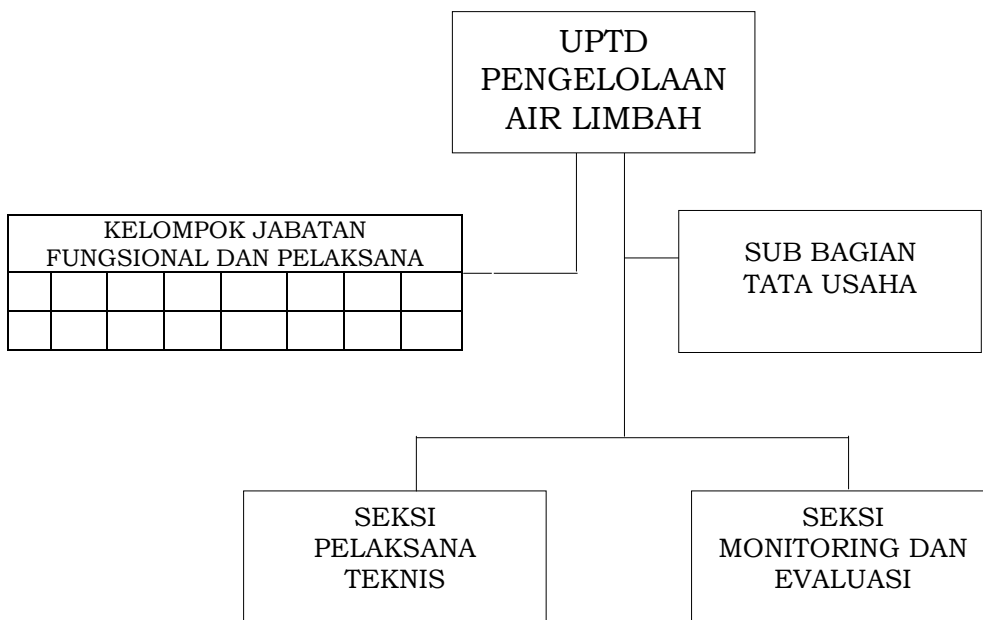 UPTD
PENGELOLAAN
AIR LIMBAH
KELOMPOK JABATAN
FUNGSIONAL DAN PELAKSANA
SUB BAGIAN
TATA USAHA
SEKSI
PELAKSANA
TEKNIS
SEKSI
MONITORING DAN
EVALUASI